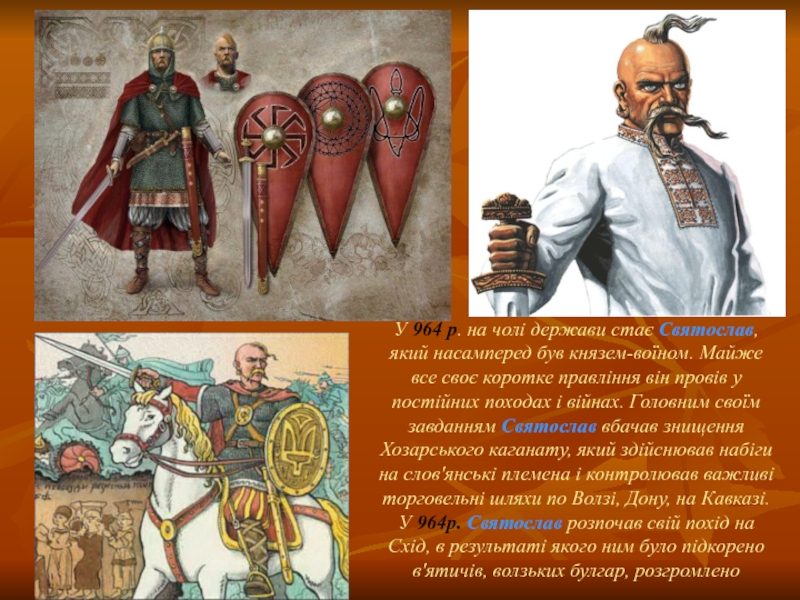 У 964 р. на чолі держави стає Святослав,
який насамперед був князем-воїном. Майже
все своє коротке правління він провів у
постійних походах і війнах. Головним своїм
завданням Святослав вбачав знищення
Хозарського каганату, який здійснював набіги
на слов'янські племена і контролював важливі
торговельні шляхи по Волзі, Дону, на Кавказі.
У 964р. Святослав розпочав свій похід на
Схід, в результаті якого ним було підкорено
в'ятичів, волзьких булгар, розгромлено